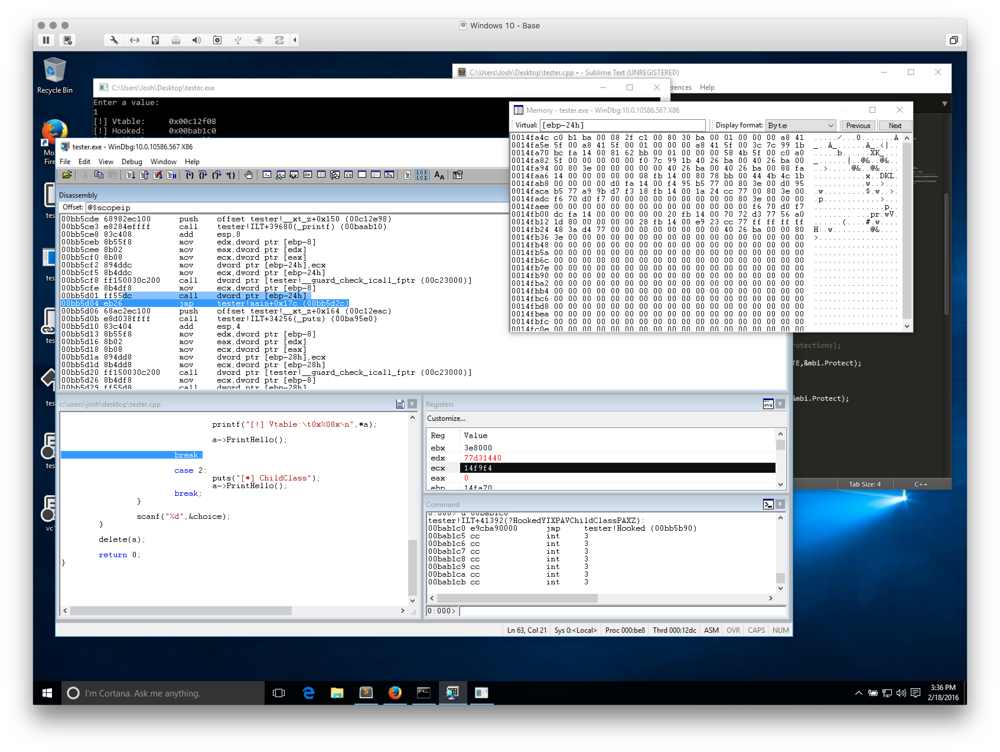 Windows 10 - Base
Recycle Bin
C:\Users\Josh\Desktop\tester.cpp • - Sublime Text (UNREGISTERED)
Help
C:\Users\Josh\Desktop\tester.exe
Enter a value:
1
[!] Vtable: 0x00c12f08
[!] Hooked: 0x00bab1c0
Memory - tester.exe - WinDbg:10.0.10586.567 X86
Virtual: [ebp-24h] Display format: Byte Previous Next
0014fa4c c0 b1 ba 00 08 2f c1 00 80 30 ba 00 01 00 00 00 a8 41 ...../...0.......A
0014fa5e 5f 00 a8 41 5f 00 01 00 00 00 a8 41 5f 00 3c 7c 99 1b _..A_......A_.<|..
0014fa70 bc fa 14 00 81 62 bb 00 01 00 00 00 58 4b 5f 00 c0 a0 .....b......XK_...
0014fa82 5f 00 00 00 00 00 f0 7c 99 1b 40 26 ba 00 40 26 ba 00 _......|..@&..@&..
0014fa94 00 80 3e 00 00 00 00 00 40 26 ba 00 40 26 ba 00 88 fa ..>.....@&..@&....
0014faa6 14 00 00 00 00 00 08 fb 14 00 80 78 bb 00 44 4b 4c 1b ...........x..DKL.
0014fab8 00 00 00 00 d0 fa 14 00 f4 95 b5 77 00 80 3e 00 d0 95 ...........w..>...
0014faca b5 77 a9 9b d7 f3 18 fb 14 00 1a 24 cc 77 00 80 3e 00 .w.........$.w..>.
0014fadc f6 70 d0 f7 00 00 00 00 00 00 00 00 00 80 3e 00 00 00 .p............>...
0014faee 00 00 00 00 00 00 00 00 00 00 00 00 00 00 f6 70 d0 f7 ...............p..
0014fb00 dc fa 14 00 00 00 00 00 20 fb 14 00 70 72 d3 77 56 a0 ........ ...pr.wV.
0014fb12 1d 80 00 00 00 00 28 fb 14 00 e9 23 cc 77 ff ff ff ff ......(....#.w....
0014fb24 48 3a d4 77 00 00 00 00 00 00 00 00 40 26 ba 00 00 80 H:.w........@&....
0014fb36 3e 00 00 00 00 00 00 00 00 00 00 00 00 00 00 00 00 00 >.................
0014fb48 00 00 00 00 00 00 00 00 00 00 00 00 00 00 00 00 00 00 ..................
0014fb5a 00 00 00 00 00 00 00 00 00 00 00 00 00 00 00 00 00 00 ..................
0014fb6c 00 00 00 00 00 00 00 00 00 00 00 00 00 00 00 00 00 00 ..................
0014fb7e 00 00 00 00 00 00 00 00 00 00 00 00 00 00 00 00 00 00 ..................
0014fb90 00 00 00 00 00 00 00 00 00 00 00 00 00 00 00 00 00 00 ..................
0014fba2 00 00 00 00 00 00 00 00 00 00 00 00 00 00 00 00 00 00 ..................
0014fbb4 00 00 00 00 00 00 00 00 00 00 00 00 00 00 00 00 00 00 ..................
0014fbc6 00 00 00 00 00 00 00 00 00 00 00 00 00 00 00 00 00 00 ..................
0014fbd8 00 00 00 00 00 00 00 00 00 00 00 00 00 00 00 00 00 00 ..................
0014fbea 00 00 00 00 00 00 00 00 00 00 00 00 00 00 00 00 00 00 ..................
0014fbfc 00 00 00 00 00 00 00 00 00 00 00 00 00 00 00 00 00 00 ..................
0014fc0e 00 00 00 00 00 00 00 00 00 00 00 00 00 00 00 00 00 00
tester.exe - WinDbg:10.0.10586.567 X86
File Edit View Debug Window Help
Disassembly
Offset: @$scopeip
00bb5cde 68982ec100 push offset tester!__xt_z+0x150 (00c12e98)
00bb5ce3 e8284effff call tester!ILT+39680(_printf) (00baab10)
00bb5ce8 83c408 add esp,8
00bb5ceb 8b55f8 mov edx,dword ptr [ebp-8]
00bb5cee 8b02 mov eax,dword ptr [edx]
00bb5cf0 8b08 mov ecx,dword ptr [eax]
00bb5cf2 894ddc mov dword ptr [ebp-24h],ecx
00bb5cf5 8b4ddc mov ecx,dword ptr [ebp-24h]
00bb5cf8 ff150030c200 call dword ptr [tester!__guard_check_icall_fptr (00c23000)]
00bb5cfe 8b4df8 mov ecx,dword ptr [ebp-8]
00bb5d01 ff55dc call dword ptr [ebp-24h]
00bb5d04 eb26 jmp tester!main+0x17c (00bb5d2c)
00bb5d06 68ac2ec100 push offset tester!__xt_z+0x164 (00c12eac)
00bb5d0b e8d038ffff call tester!ILT+34256(_puts) (00ba95e0)
00bb5d10 83c404 add esp,4
00bb5d13 8b55f8 mov edx,dword ptr [ebp-8]
00bb5d16 8b02 mov eax,dword ptr [edx]
00bb5d18 8b08 mov ecx,dword ptr [eax]
00bb5d1a 894dd8 mov dword ptr [ebp-28h],ecx
00bb5d1d 8b4dd8 mov ecx,dword ptr [ebp-28h]
00bb5d20 ff150030c200 call dword ptr [tester!__guard_check_icall_fptr (00c23000)]
00bb5d26 8b4df8 mov ecx,dword ptr [ebp-8]
00bb5d29 ff55d8 call dword ptr [ebp-28h]
otections);
TE,&mbi.Protect);
&mbi.Protect);
Tab Size: 4 C++
c:\users\josh\desktop\tester.cpp
printf("[!] Vtable:\t0x%08x\n",*a);
a->PrintHello();
break;
case 2:
puts("[*] ChildClass");
a->PrintHello();
break;
}
scanf("%d",&choice);
}
delete(a);
return 0;
}
Registers
Customize...
Reg Value
ebx 3e8000
edx 77d31440
ecx 14f9f4
eax 0
ebp 14fa70
Command
0:000> u 00bab1c0
tester!ILT+41392(?HookedYIXPAVChildClassPAXZ):
00bab1c0 e9cba90000 jmp tester!Hooked (00bb5b90)
00bab1c5 cc int 3
00bab1c6 cc int 3
00bab1c7 cc int 3
00bab1c8 cc int 3
00bab1c9 cc int 3
00bab1ca cc int 3
00bab1cb cc int 3
0:000>
Ln 63, Col 21 Sys 0:<Local> Proc 000:be8 Thrd 000:12dc ASM OVR CAPS NUM
I'm Cortana. Ask me anything.
3:36 PM
2/18/2016